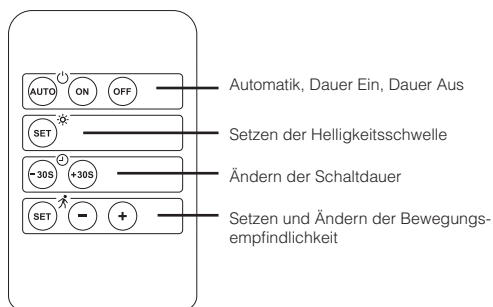 AUTO ON OFF
Automatik, Dauer Ein, Dauer Aus
SET
Setzen der Helligkeitsschwelle
-30S +30S
Ändern der Schaltdauer
SET - +
Setzen und Ändern der Bewegungs-
empfindlichkeit